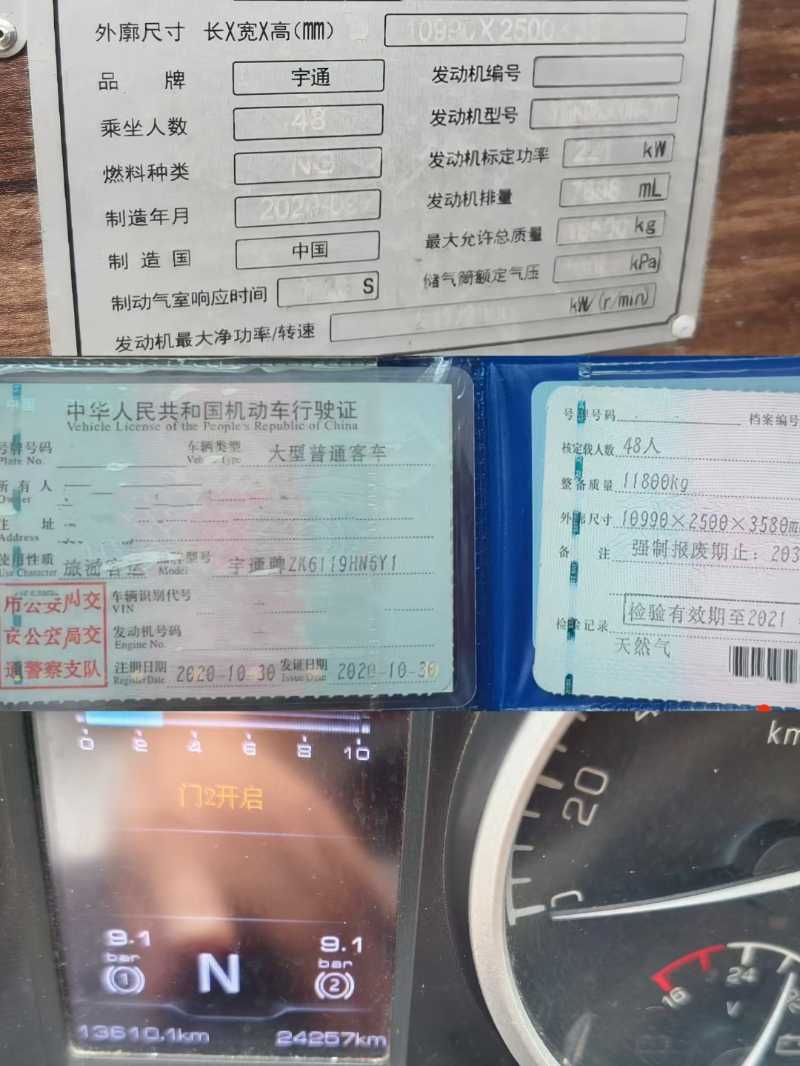 外廓尺寸 长X宽X高(mm) 10990X2500
品 牌 宇通 发动机编号
乘坐人数 48 发动机型号
燃料种类 NG 发动机标定功率 kW
制造年月 发动机排量 mL
制造国 中国 最大允许总质量 kg
制动气室响应时间 S 储气筒额定气压 kPa
发动机最大净功率/转速 kW(r/min)
中华人民共和国机动车行驶证
Vehicle License of the People's Republic of China
号牌号码 车辆类型 大型普通客车
Plate No. Vehicle Type
所有人
Owner
住 址
Address
使用性质 旅游客运 品牌型号 宇通牌ZK6119HN6Y1
Use Character Model
车辆识别代号
VIN
发动机号码
Engine No.
注册日期 2020-10-30 发证日期 2020-10-30
Register Date Issue Date
市公安局交
安公安局交
通警察支队
号牌号码 档案编号
核定载人数 48人
整备质量 11800kg
外廓尺寸 10990×2500×3580
备 注 强制报废期止:203
检验有效期至2021
检验记录
天然气
0 2 4 6 8 10
门2开启
9.1 9.1
bar N bar
1 2
13610.1km 24257km
km
20
0
16 24
V